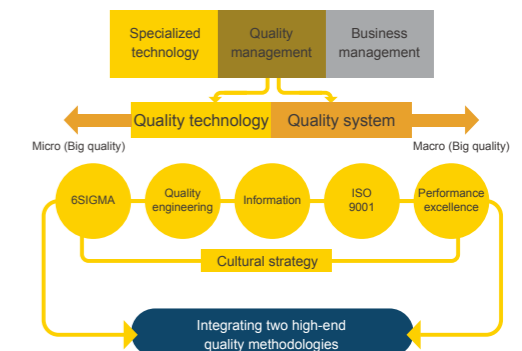 Specialized
technology
Quality
management
Business
management
Quality technology
Quality system
Micro (Big quality)
Macro (Big quality)
6SIGMA
Quality
engineering
Information
ISO
9001
Performance
excellence
Cultural strategy
Integrating two high-end
quality methodologies